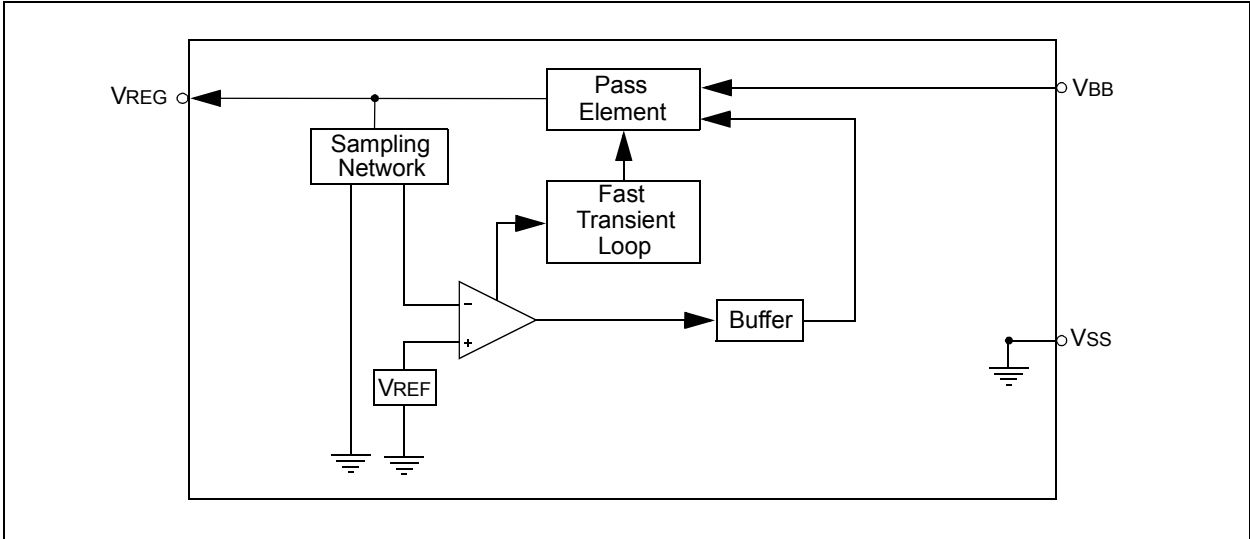 Pass
Element
VREG
VBB
Sampling
Network
Fast
Transient
Loop
-
+
Buffer
VREF
VSS